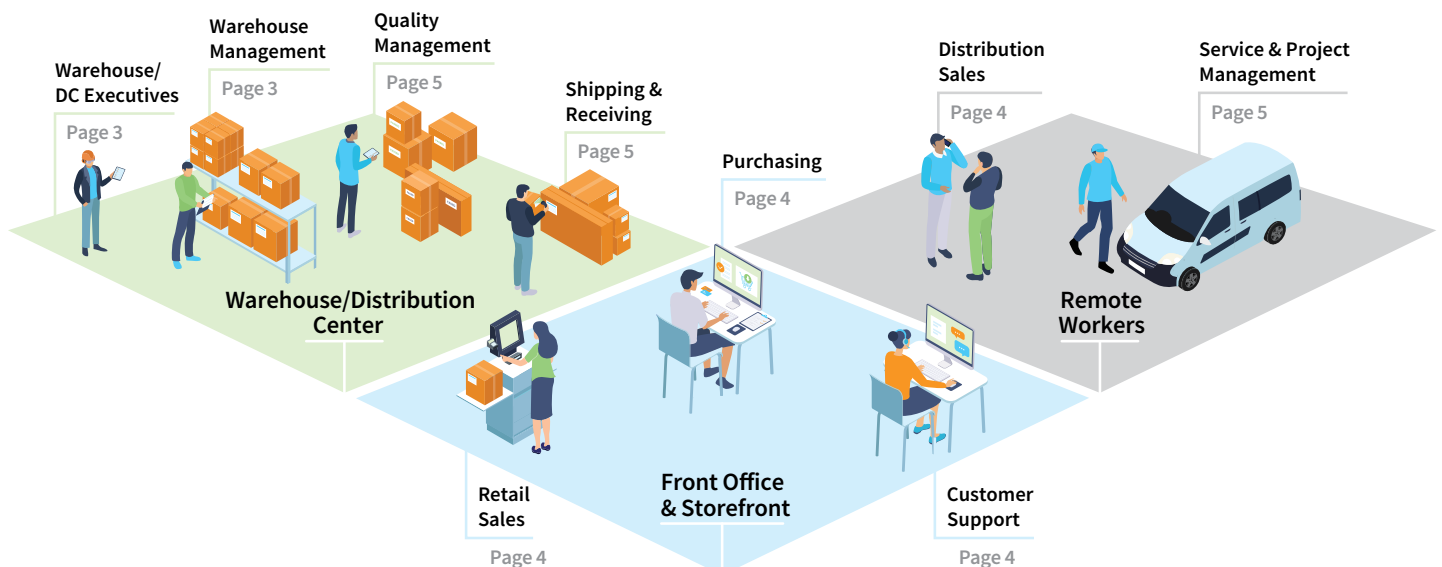 Warehouse/
DC Executives
Page 3
Warehouse
Management
Page 3
Quality
Management
Page 5
Shipping &
Receiving
Page 5
Warehouse/Distribution
Center
Purchasing
Page 4
Retail
Sales
Page 4
Front Office
& Storefront
Customer
Support
Page 4
Distribution
Sales
Page 4
Service & Project
Management
Page 5
Remote
Workers